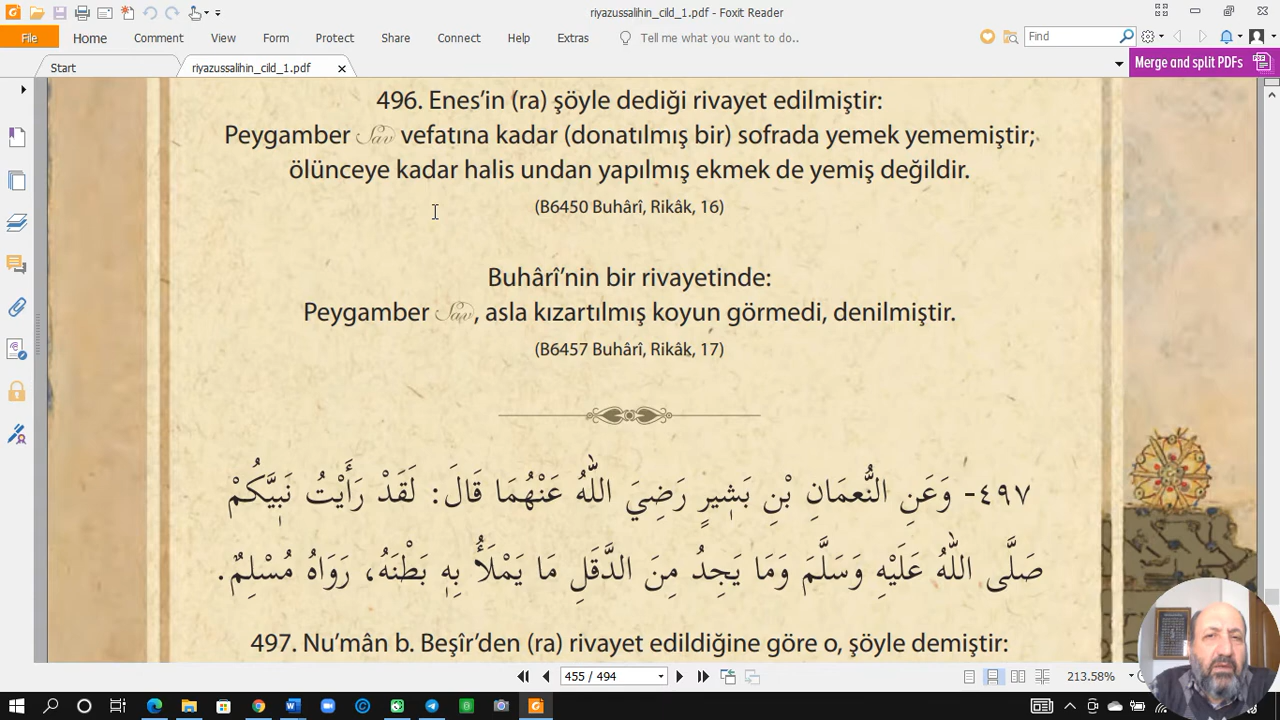 riyazussalihin_cild_1.pdf - Foxit Reader
File Home Comment View Form Protect Share Connect Help Extras Tell me what you want to do.. Find
Start riyazussalihin_cild_1.pdf Merge and split PDFs
496. Enes’in (ra) şöyle dediği rivayet edilmiştir:
Peygamber Sav vefatına kadar (donatılmış bir) sofrada yemek yememiştir;
ölünceye kadar halis undan yapılmış ekmek de yemiş değildir.
(B6450 Buhârî, Rikâk, 16)
Buhârî’nin bir rivayetinde:
Peygamber Sav, asla kızartılmış koyun görmedi, denilmiştir.
(B6457 Buhârî, Rikâk, 17)
٤٩٧- وَعَنِ النُّعمَانِ بْنِ بَشِيرٍ رَضِيَ اللّٰهُ عَنْهُمَا قَالَ: لَقَدْ رَأَيْتُ نَبِيَّكُمْ
صَلَّى اللّٰهُ عَلَيْهِ وَسَلَّمَ وَمَا يَجِدُ مِنَ الدَّقَلِ مَا يَمْلَأُ بِهِ بَطْنَهُ، رَوَاهُ مُسْلِمٌ.
497. Nu’mân b. Beşîr’den (ra) rivayet edildiğine göre o, şöyle demiştir:
455 / 494 213.58%